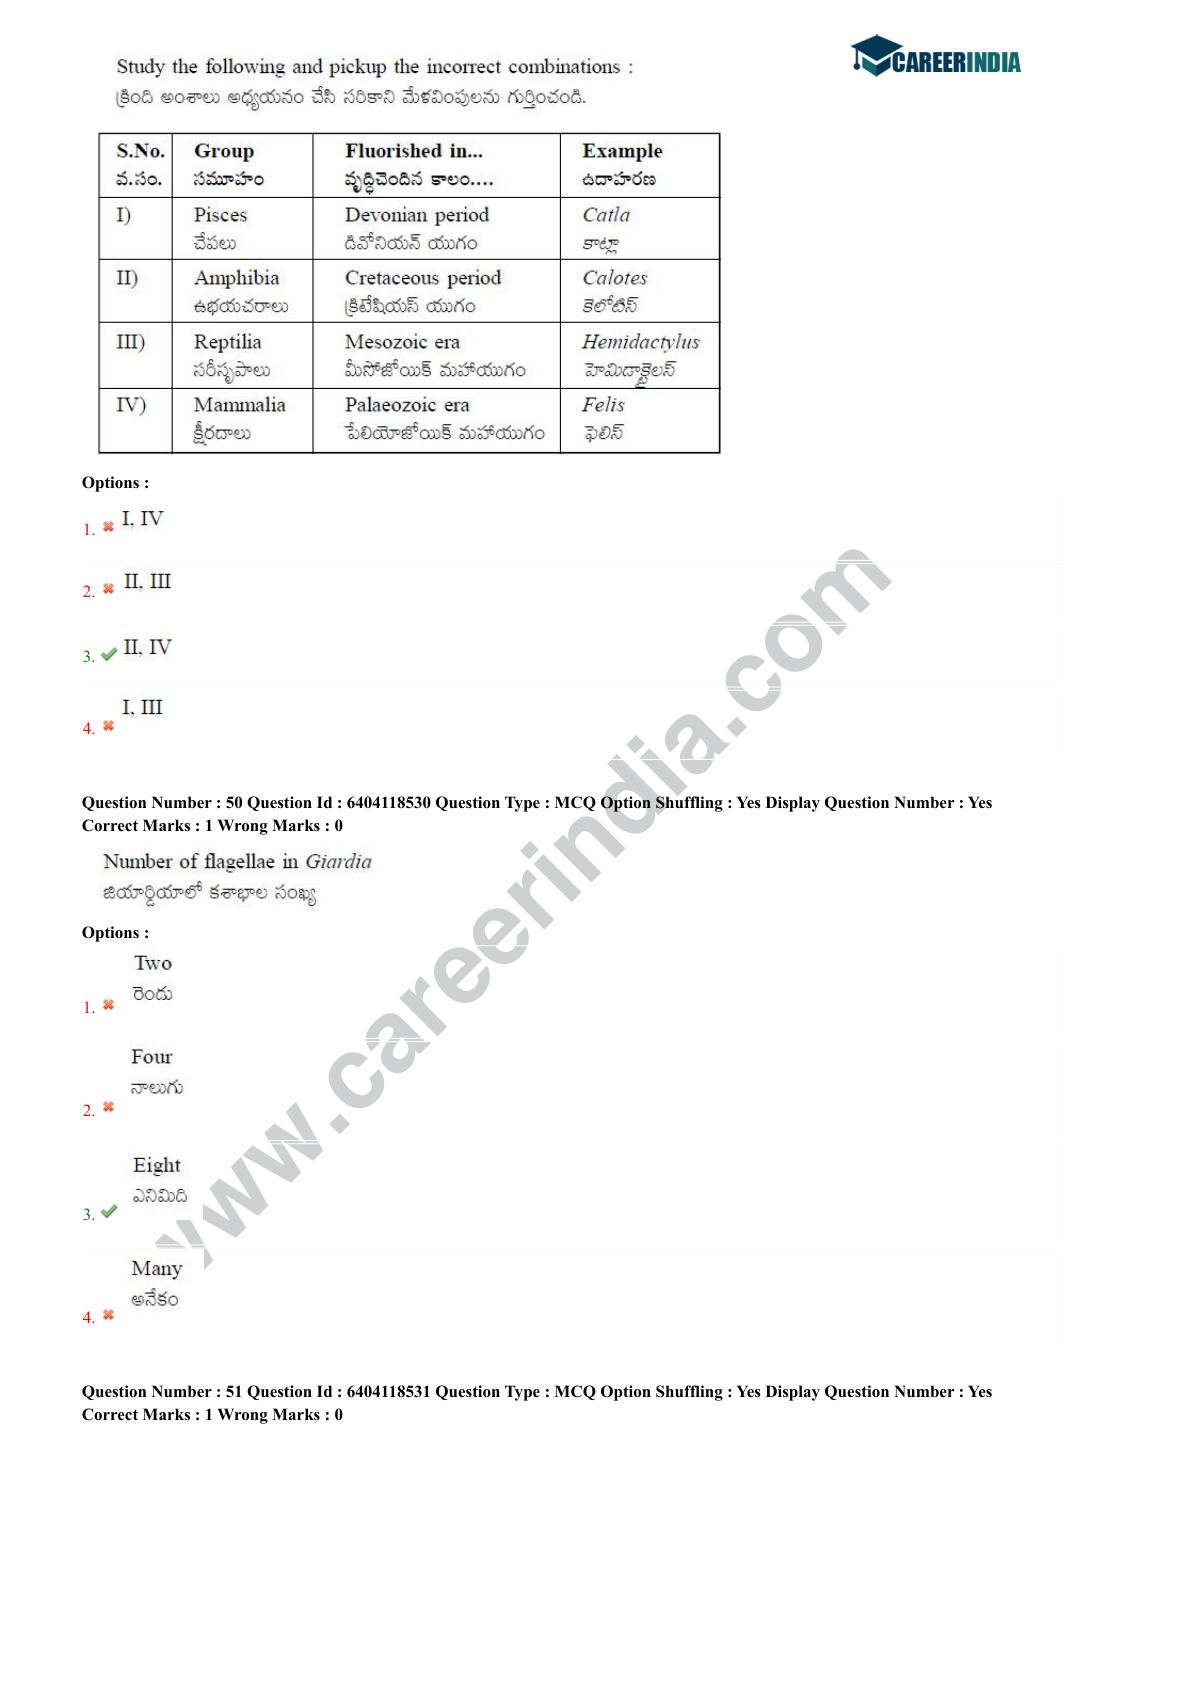 CAREERINDIA
Study the following and pickup the incorrect combinations :
క్రింది అంశాలు అధ్యయనం చేసి సరికాని మేళవింపులను గుర్తించండి.
S.No. Group Fluorished in... Example
వ.సం. సమూహం వృద్ధిచెందిన కాలం.... ఉదాహరణ
I) Pisces Devonian period Catla
చేపలు డివోనియన్ యుగం కాట్లా
II) Amphibia Cretaceous period Calotes
ఉభయచరాలు క్రిటేషియస్ యుగం కెలోటిస్
III) Reptilia Mesozoic era Hemidactylus
సరీసృపాలు మీసోజోయిక్ మహాయుగం హెమిడాక్టైలస్
IV) Mammalia Palaeozoic era Felis
క్షీరదాలు పేలియోజోయిక్ మహాయుగం ఫెలిస్
Options :
1. I, IV
2. II, III
3. II, IV
4. I, III
Question Number : 50 Question Id : 6404118530 Question Type : MCQ Option Shuffling : Yes Display Question Number : Yes
Correct Marks : 1 Wrong Marks : 0
Number of flagellae in Giardia
జియార్డియాలో కశాభాల సంఖ్య
Options :
Two
రెండు
1.
Four
నాలుగు
2.
Eight
ఎనిమిది
3.
Many
అనేకం
4.
Question Number : 51 Question Id : 6404118531 Question Type : MCQ Option Shuffling : Yes Display Question Number : Yes
Correct Marks : 1 Wrong Marks : 0
www.careerindia.com